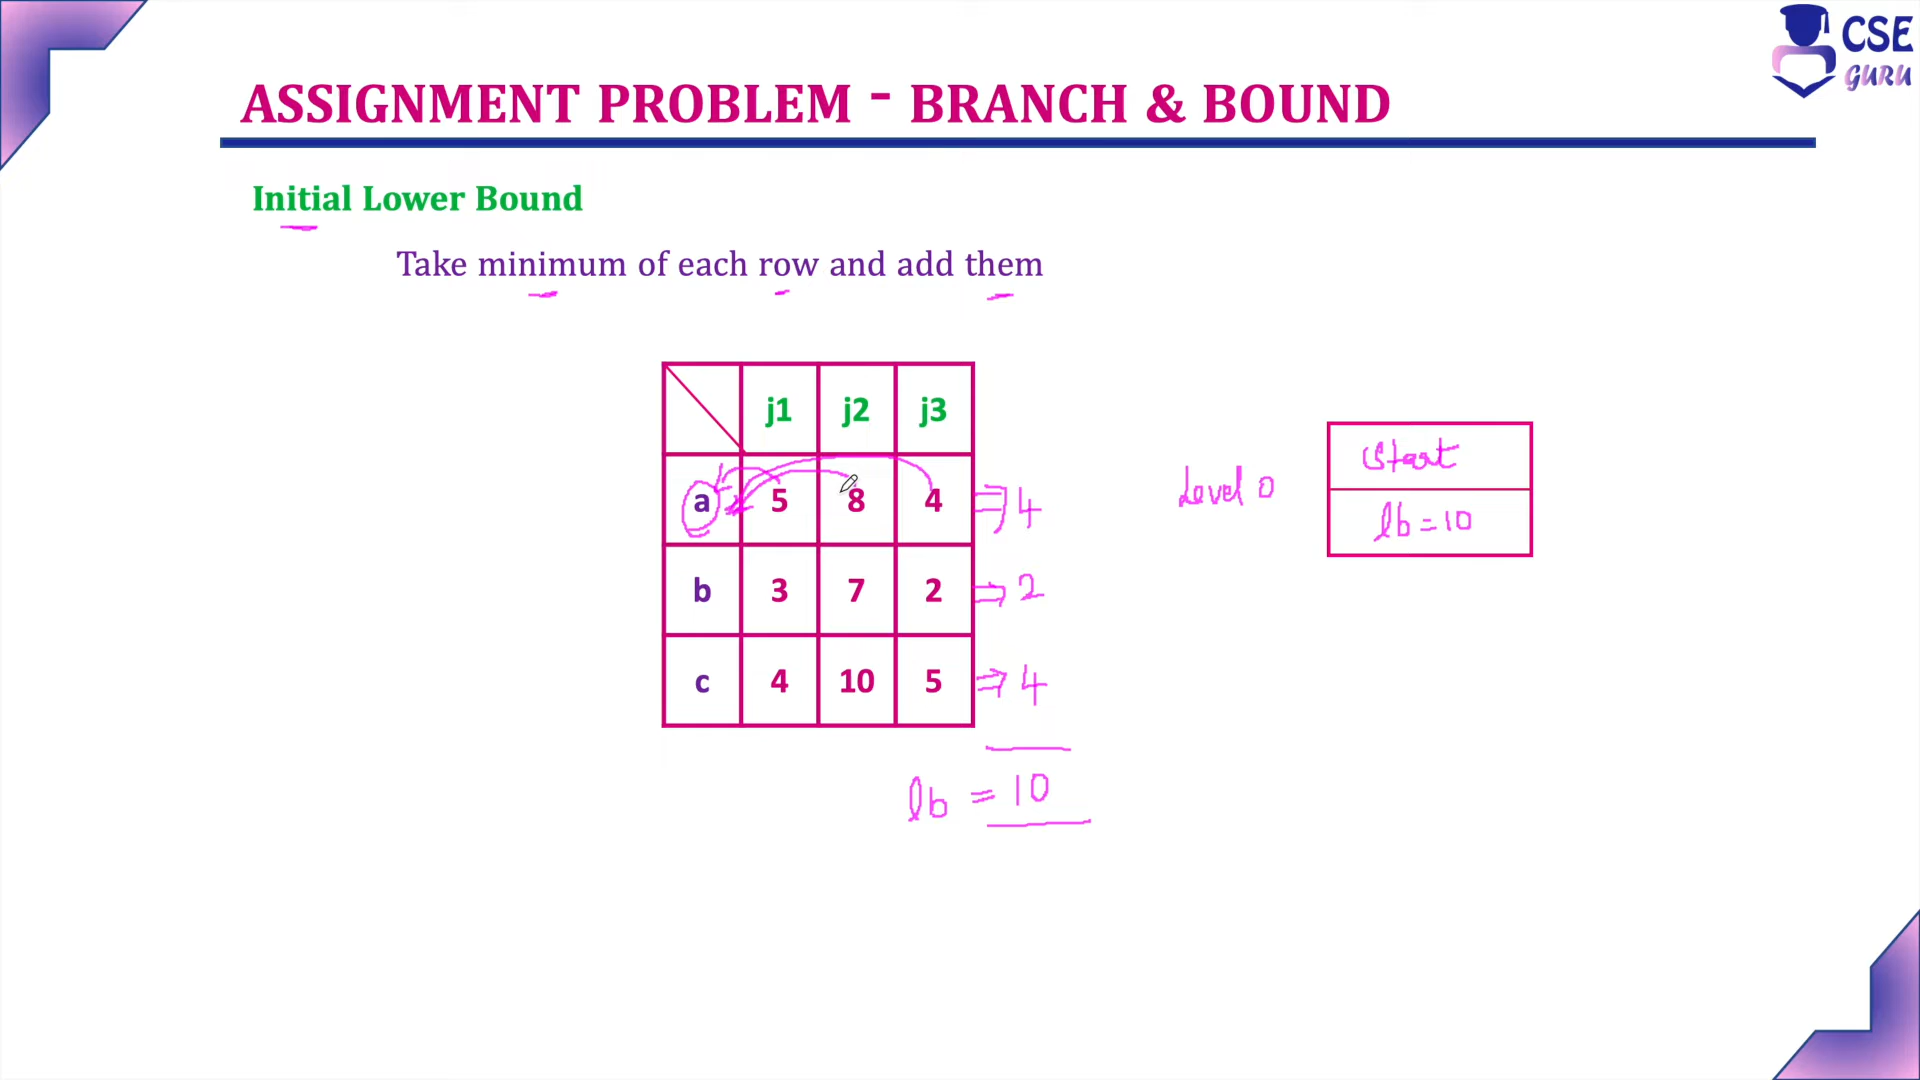 CSE
GURU
ASSIGNMENT PROBLEM - BRANCH & BOUND
Initial Lower Bound
Take minimum of each row and add them
j1 j2 j3
a 5 8 4 ⇒ 4
b 3 7 2 ⇒ 2
c 4 10 5 ⇒ 4
lb = 10
Level 0
Start
lb = 10